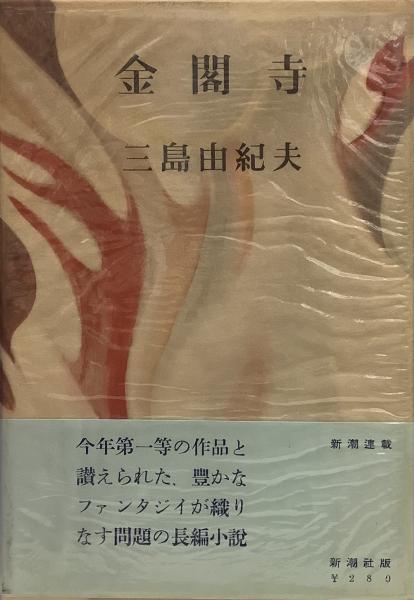 金閣寺
三島由紀夫
今年第一等の作品と
讃えられた、豊かな
ファンタジイが織り
なす問題の長編小説
新潮連載
新潮社版
¥280